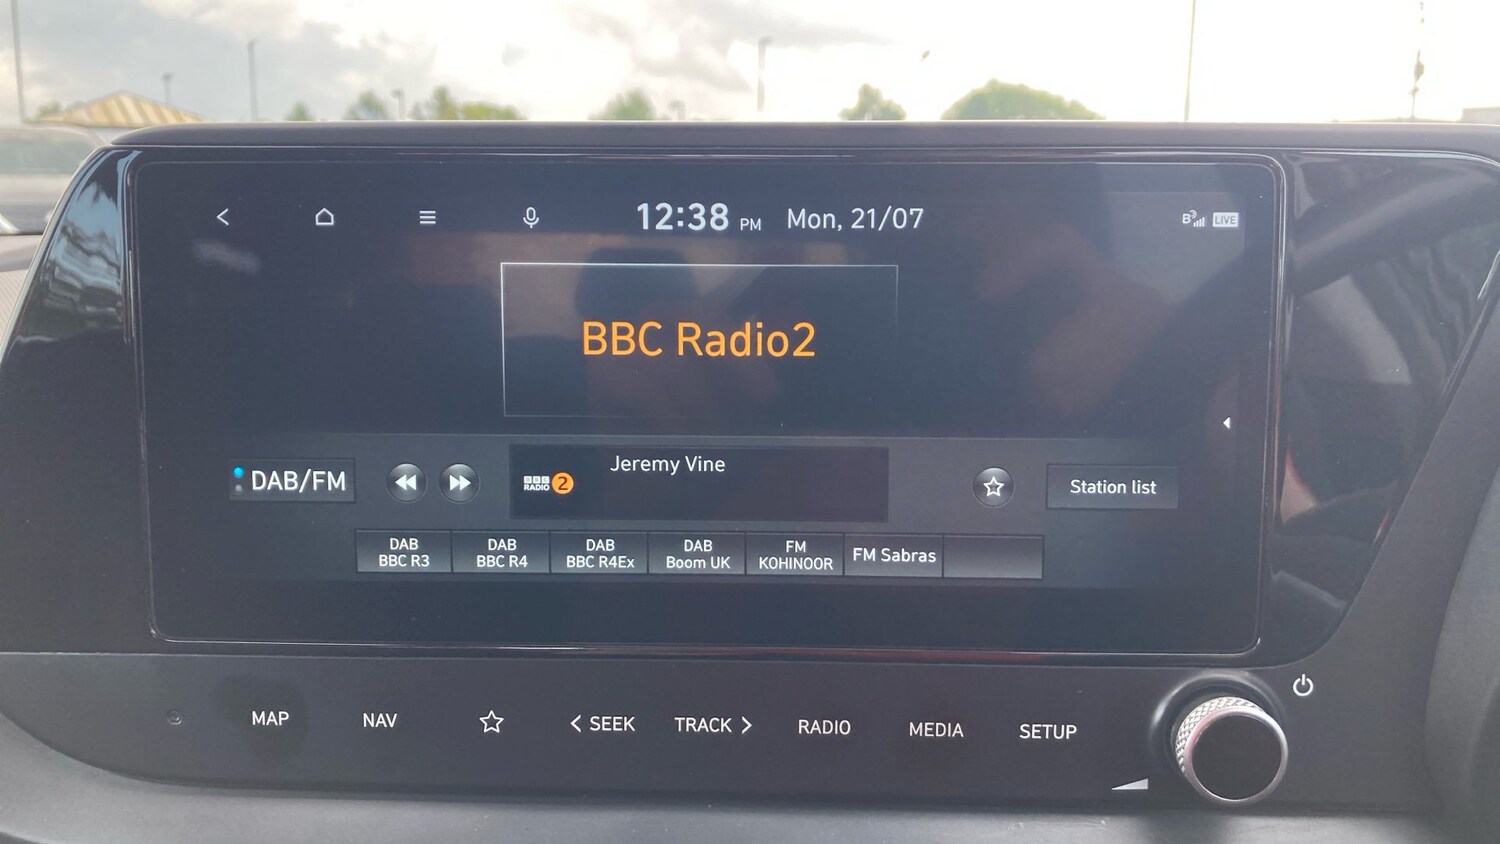 12:38 PM Mon, 21/07
LIVE
BBC Radio2
DAB/FM
BBC
RADIO 2
Jeremy Vine
Station list
DAB
BBC R3
DAB
BBC R4
DAB
BBC R4Ex
DAB
Boom UK
FM
KOHINOOR
FM Sabras
MAP
NAV
SEEK
TRACK
RADIO
MEDIA
SETUP